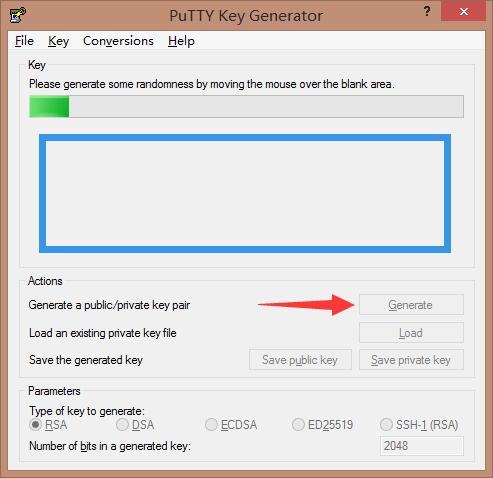 PuTTY Key Generator
? ×
File Key Conversions Help
Key
Please generate some randomness by moving the mouse over the blank area.
Actions
Generate a public/private key pair Generate
Load an existing private key file Load
Save the generated key Save public key Save private key
Parameters
Type of key to generate:
RSA DSA ECDSA ED25519 SSH-1 (RSA)
Number of bits in a generated key: 2048